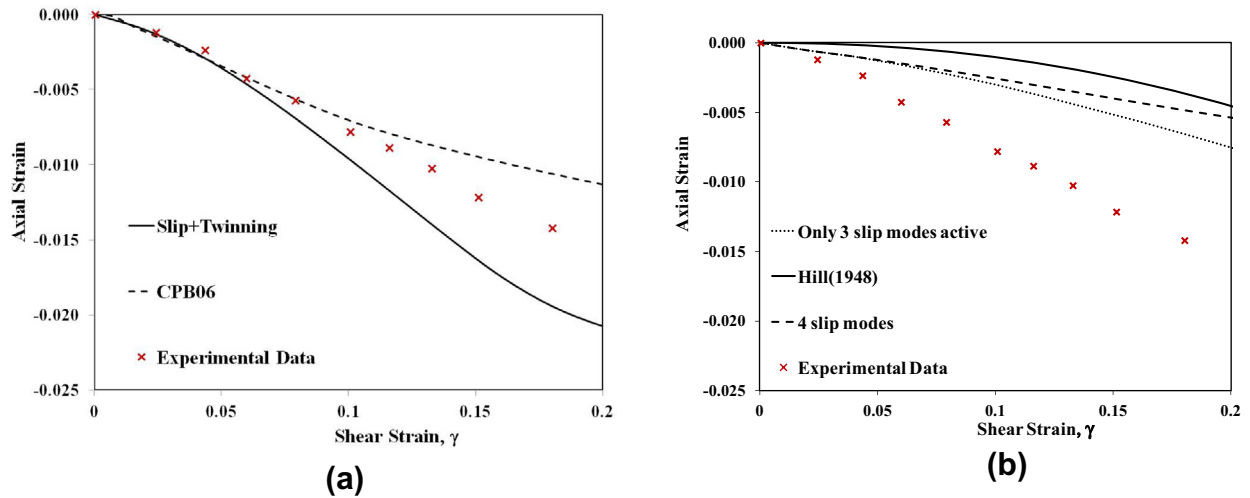 (a)
0.000
-0.005
-0.010
-0.015
-0.020
-0.025
Axial Strain
Slip+Twinning
CPB06
Experimental Data
0
0.05
0.1
0.15
0.2
Shear Strain, γ
(b)
0.000
-0.005
-0.010
-0.015
-0.020
-0.025
Axial Strain
Only 3 slip modes active
Hill(1948)
4 slip modes
Experimental Data
0
0.05
0.1
0.15
0.2
Shear Strain, γ